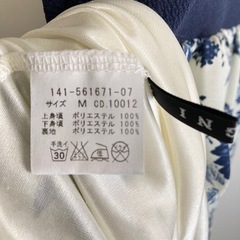 141-561671-07
サイズ M CD.10012
上身頃 ポリエステル 100%
下身頃 ポリエステル 100%
裏地 ポリエステル 100%
手洗イ
30